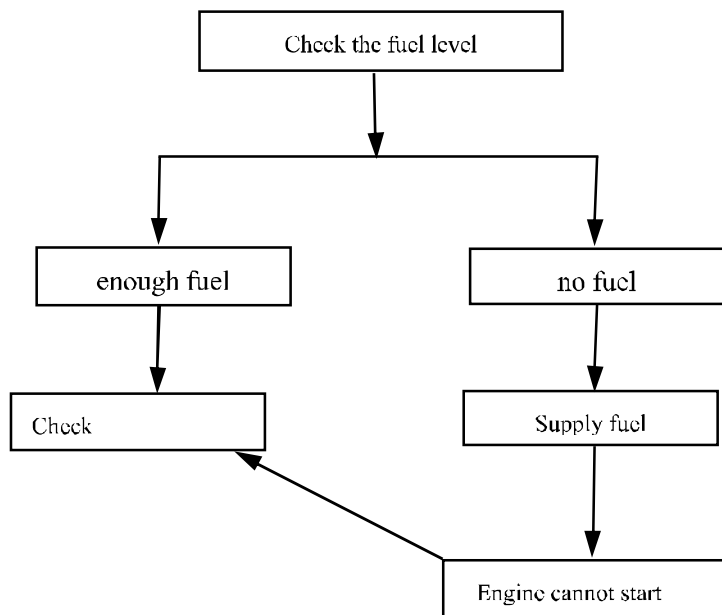 Check the fuel level
enough fuel
no fuel
Check
Supply fuel
Engine cannot start